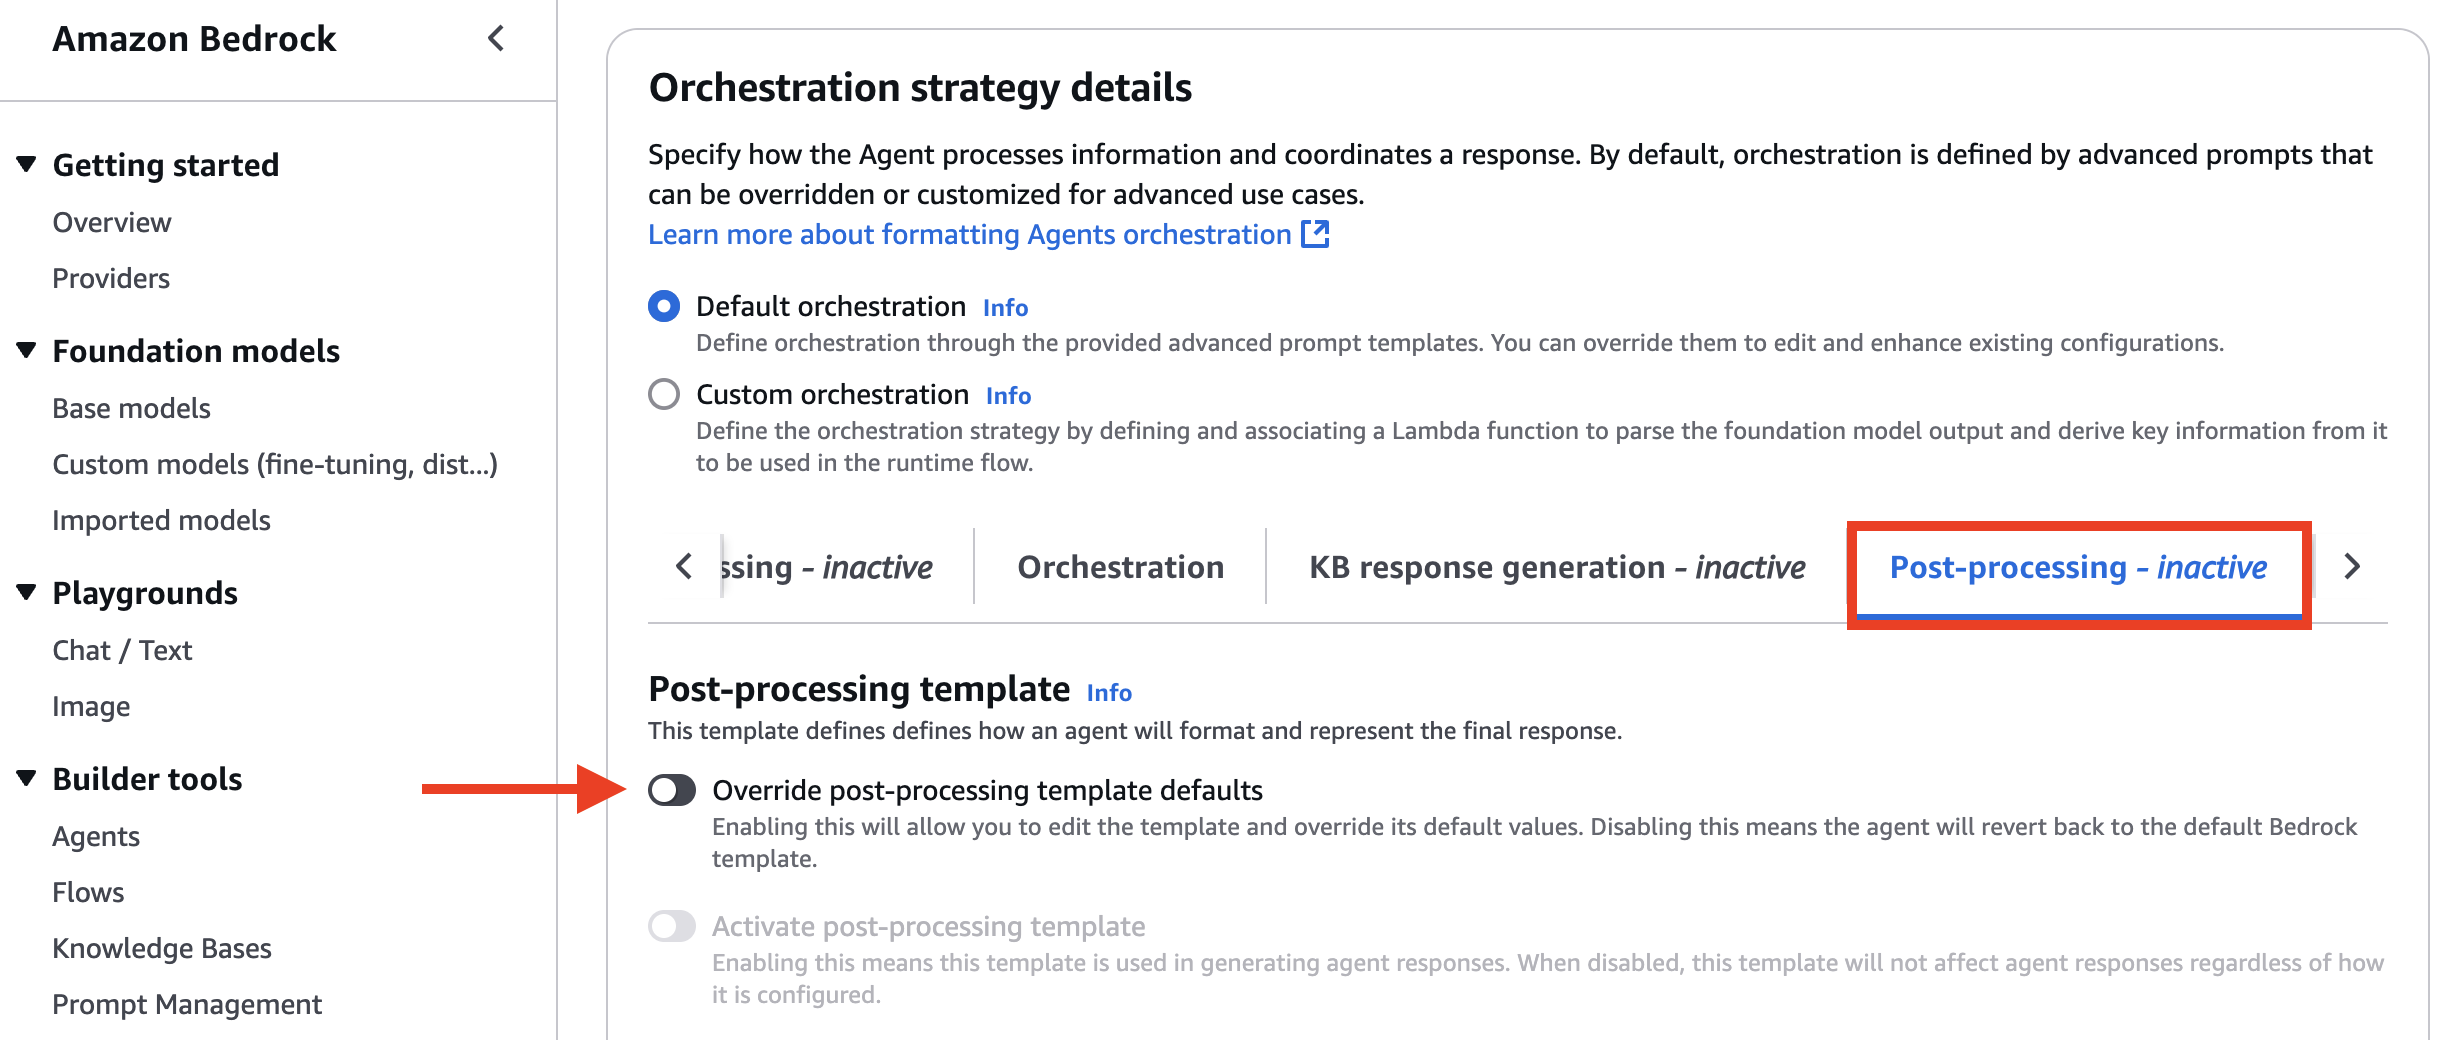 Amazon Bedrock
Getting started
Overview
Providers
Foundation models
Base models
Custom models (fine-tuning, dist...)
Imported models
Playgrounds
Chat / Text
Image
Builder tools
Agents
Flows
Knowledge Bases
Prompt Management
Orchestration strategy details
Specify how the Agent processes information and coordinates a response. By default, orchestration is defined by advanced prompts that
can be overridden or customized for advanced use cases.
Learn more about formatting Agents orchestration
Default orchestration Info
Define orchestration through the provided advanced prompt templates. You can override them to edit and enhance existing configurations.
Custom orchestration Info
Define the orchestration strategy by defining and associating a Lambda function to parse the foundation model output and derive key information from it
to be used in the runtime flow.
ssing - inactive Orchestration KB response generation - inactive Post-processing - inactive
Post-processing template Info
This template defines defines how an agent will format and represent the final response.
Override post-processing template defaults
Enabling this will allow you to edit the template and override its default values. Disabling this means the agent will revert back to the default Bedrock
template.
Activate post-processing template
Enabling this means this template is used in generating agent responses. When disabled, this template will not affect agent responses regardless of how
it is configured.